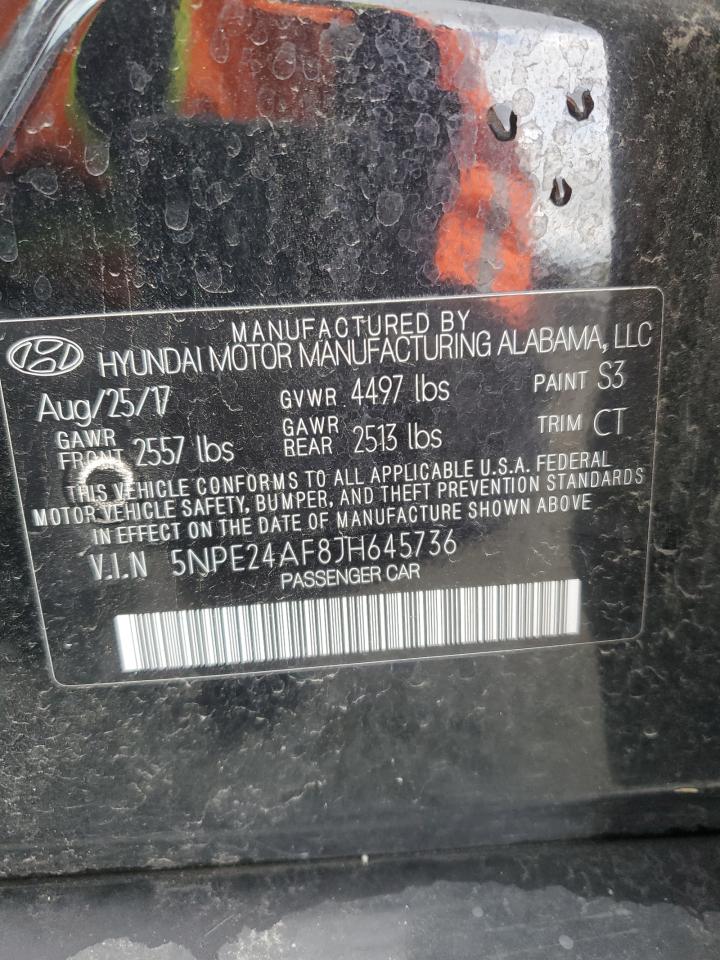 MANUFACTURED BY
HYUNDAI MOTOR MANUFACTURING ALABAMA, LLC
Aug/25/17 GVWR 4497 lbs PAINT S3
GAWR FRONT 2557 lbs GAWR REAR 2513 lbs TRIM CT
THIS VEHICLE CONFORMS TO ALL APPLICABLE U.S.A. FEDERAL
MOTOR VEHICLE SAFETY, BUMPER, AND THEFT PREVENTION STANDARDS
IN EFFECT ON THE DATE OF MANUFACTURE SHOWN ABOVE
V.I.N 5NPE24AF8JH645736
PASSENGER CAR